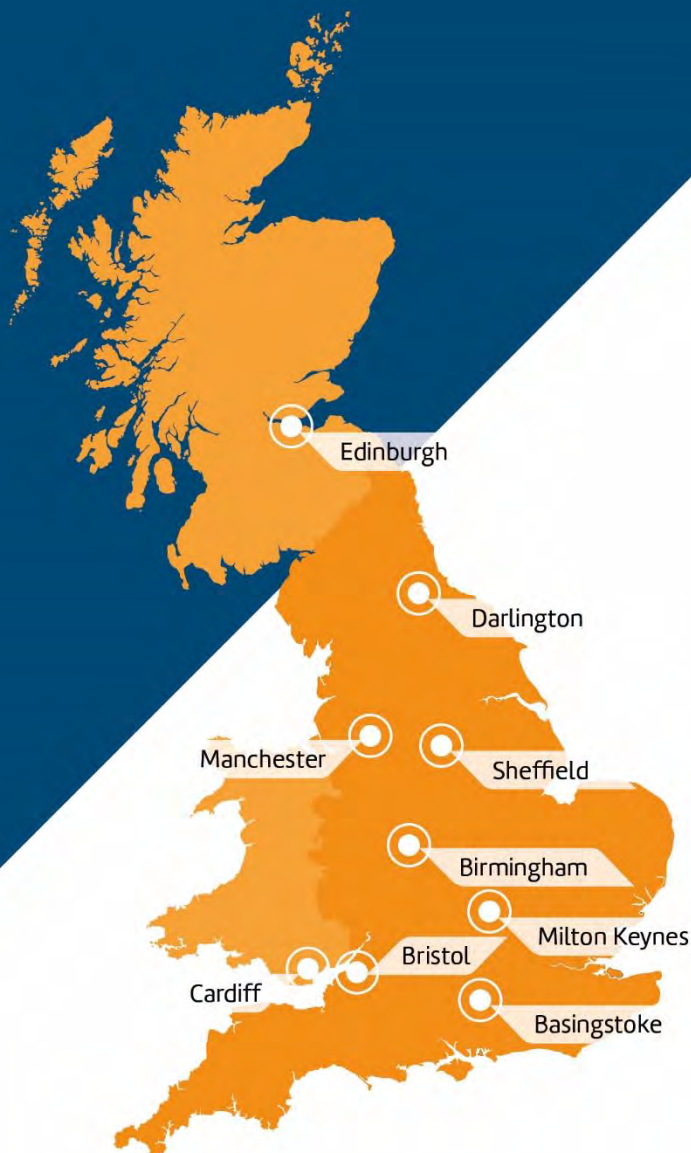 Edinburgh
Darlington
Manchester
Sheffield
Birmingham
Milton Keynes
Bristol
Cardiff
Basingstoke